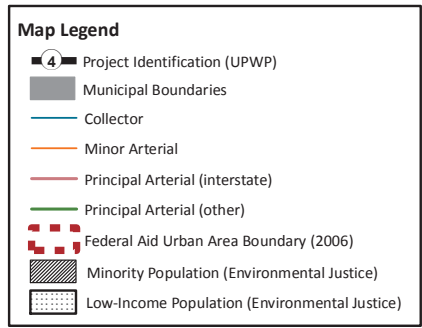 Map Legend
4 Project Identification (UPWP)
Municipal Boundaries
Collector
Minor Arterial
Principal Arterial (interstate)
Principal Arterial (other)
Federal Aid Urban Area Boundary (2006)
Minority Population (Environmental Justice)
Low-Income Population (Environmental Justice)